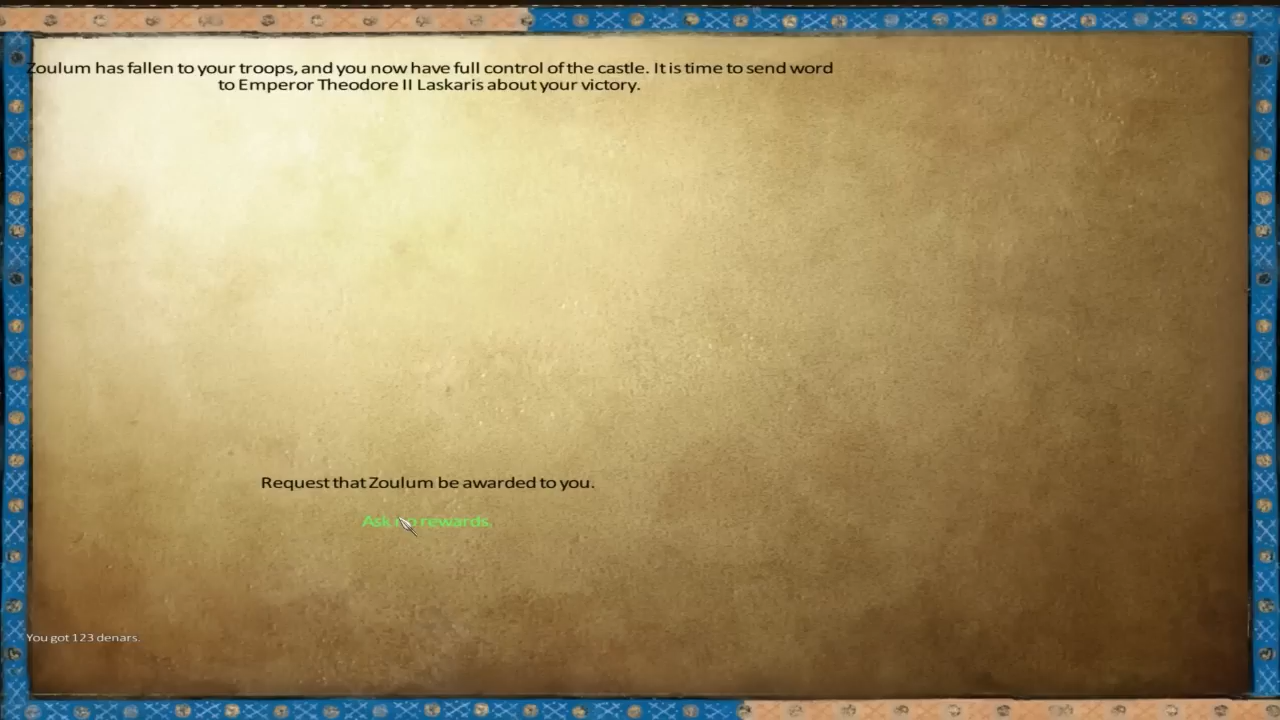 Zoulum has fallen to your troops, and you now have full control of the castle. It is time to send word
to Emperor Theodore II Laskaris about your victory.
Request that Zoulum be awarded to you.
Ask no rewards.
You got 123 denars.